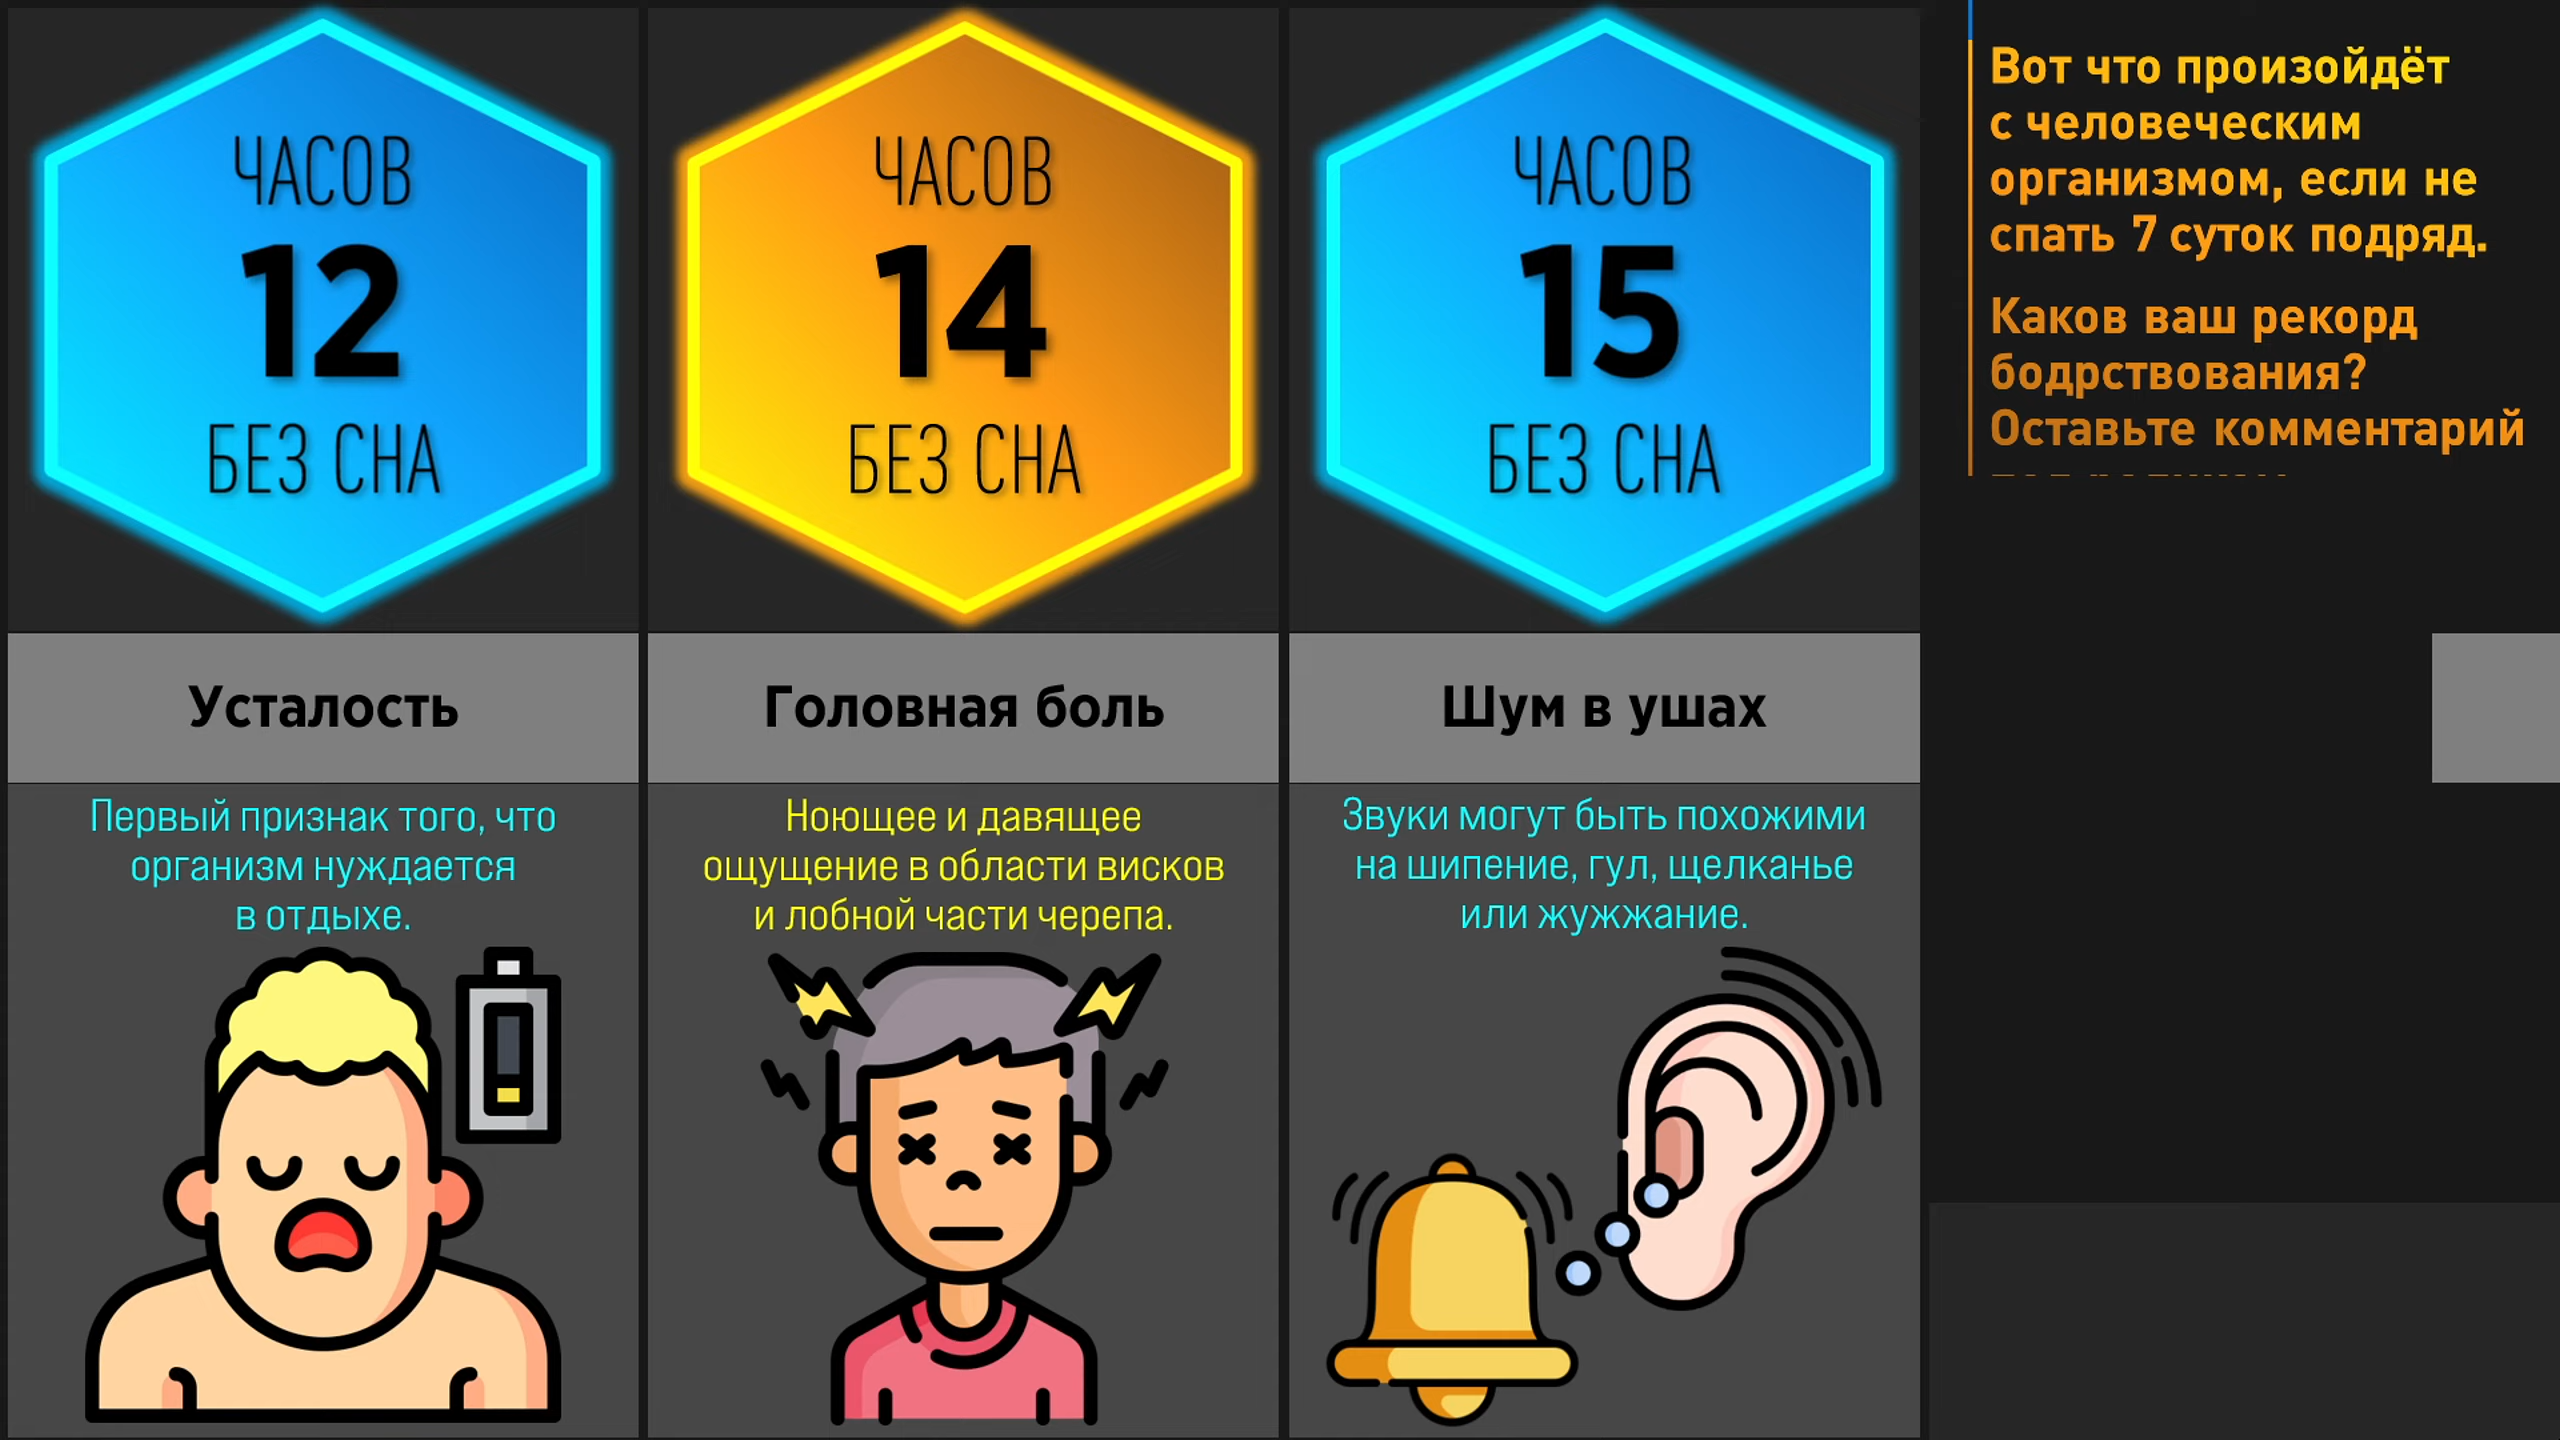 ЧАСОВ
12
БЕЗ СНА
Усталость
Первый признак того, что
организм нуждается
в отдыхе.
ЧАСОВ
14
БЕЗ СНА
Головная боль
Ноющее и давящее
ощущение в области висков
и лобной части черепа.
ЧАСОВ
15
БЕЗ СНА
Шум в ушах
Звуки могут быть похожими
на шипение, гул, щелканье
или жужжание.
Вот что произойдёт
с человеческим
организмом, если не
спать 7 суток подряд.
Каков ваш рекорд
бодрствования?
Оставьте комментарий